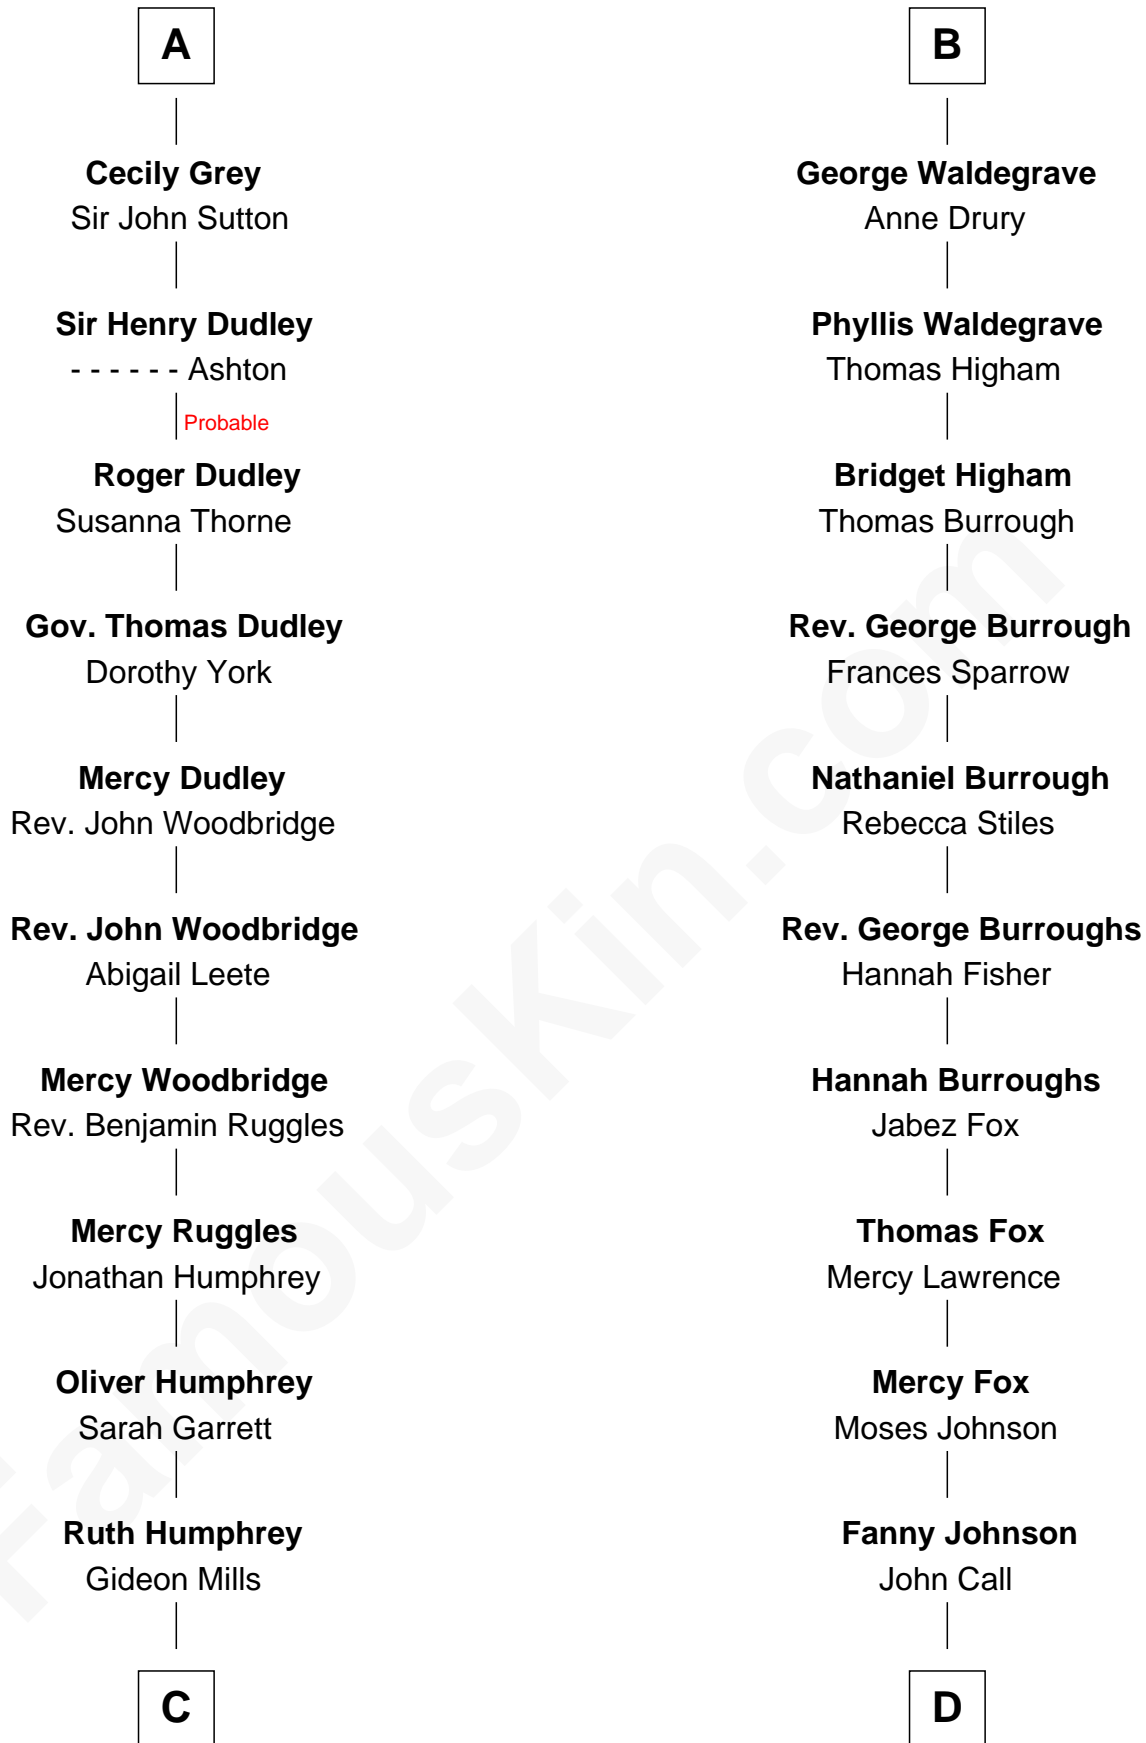 A
Cecily Grey
Sir John Sutton
Sir Henry Dudley
- - - - - - Ashton
Probable
Roger Dudley
Susanna Thorne
Gov. Thomas Dudley
Dorothy York
Mercy Dudley
Rev. John Woodbridge
Rev. John Woodbridge
Abigail Leete
Mercy Woodbridge
Rev. Benjamin Ruggles
Mercy Ruggles
Jonathan Humphrey
Oliver Humphrey
Sarah Garrett
Ruth Humphrey
Gideon Mills
C
B
George Waldegrave
Anne Drury
Phyllis Waldegrave
Thomas Higham
Bridget Higham
Thomas Burrough
Rev. George Burrough
Frances Sparrow
Nathaniel Burrough
Rebecca Stiles
Rev. George Burroughs
Hannah Fisher
Hannah Burroughs
Jabez Fox
Thomas Fox
Mercy Lawrence
Mercy Fox
Moses Johnson
Fanny Johnson
John Call
D
FamousKin.com